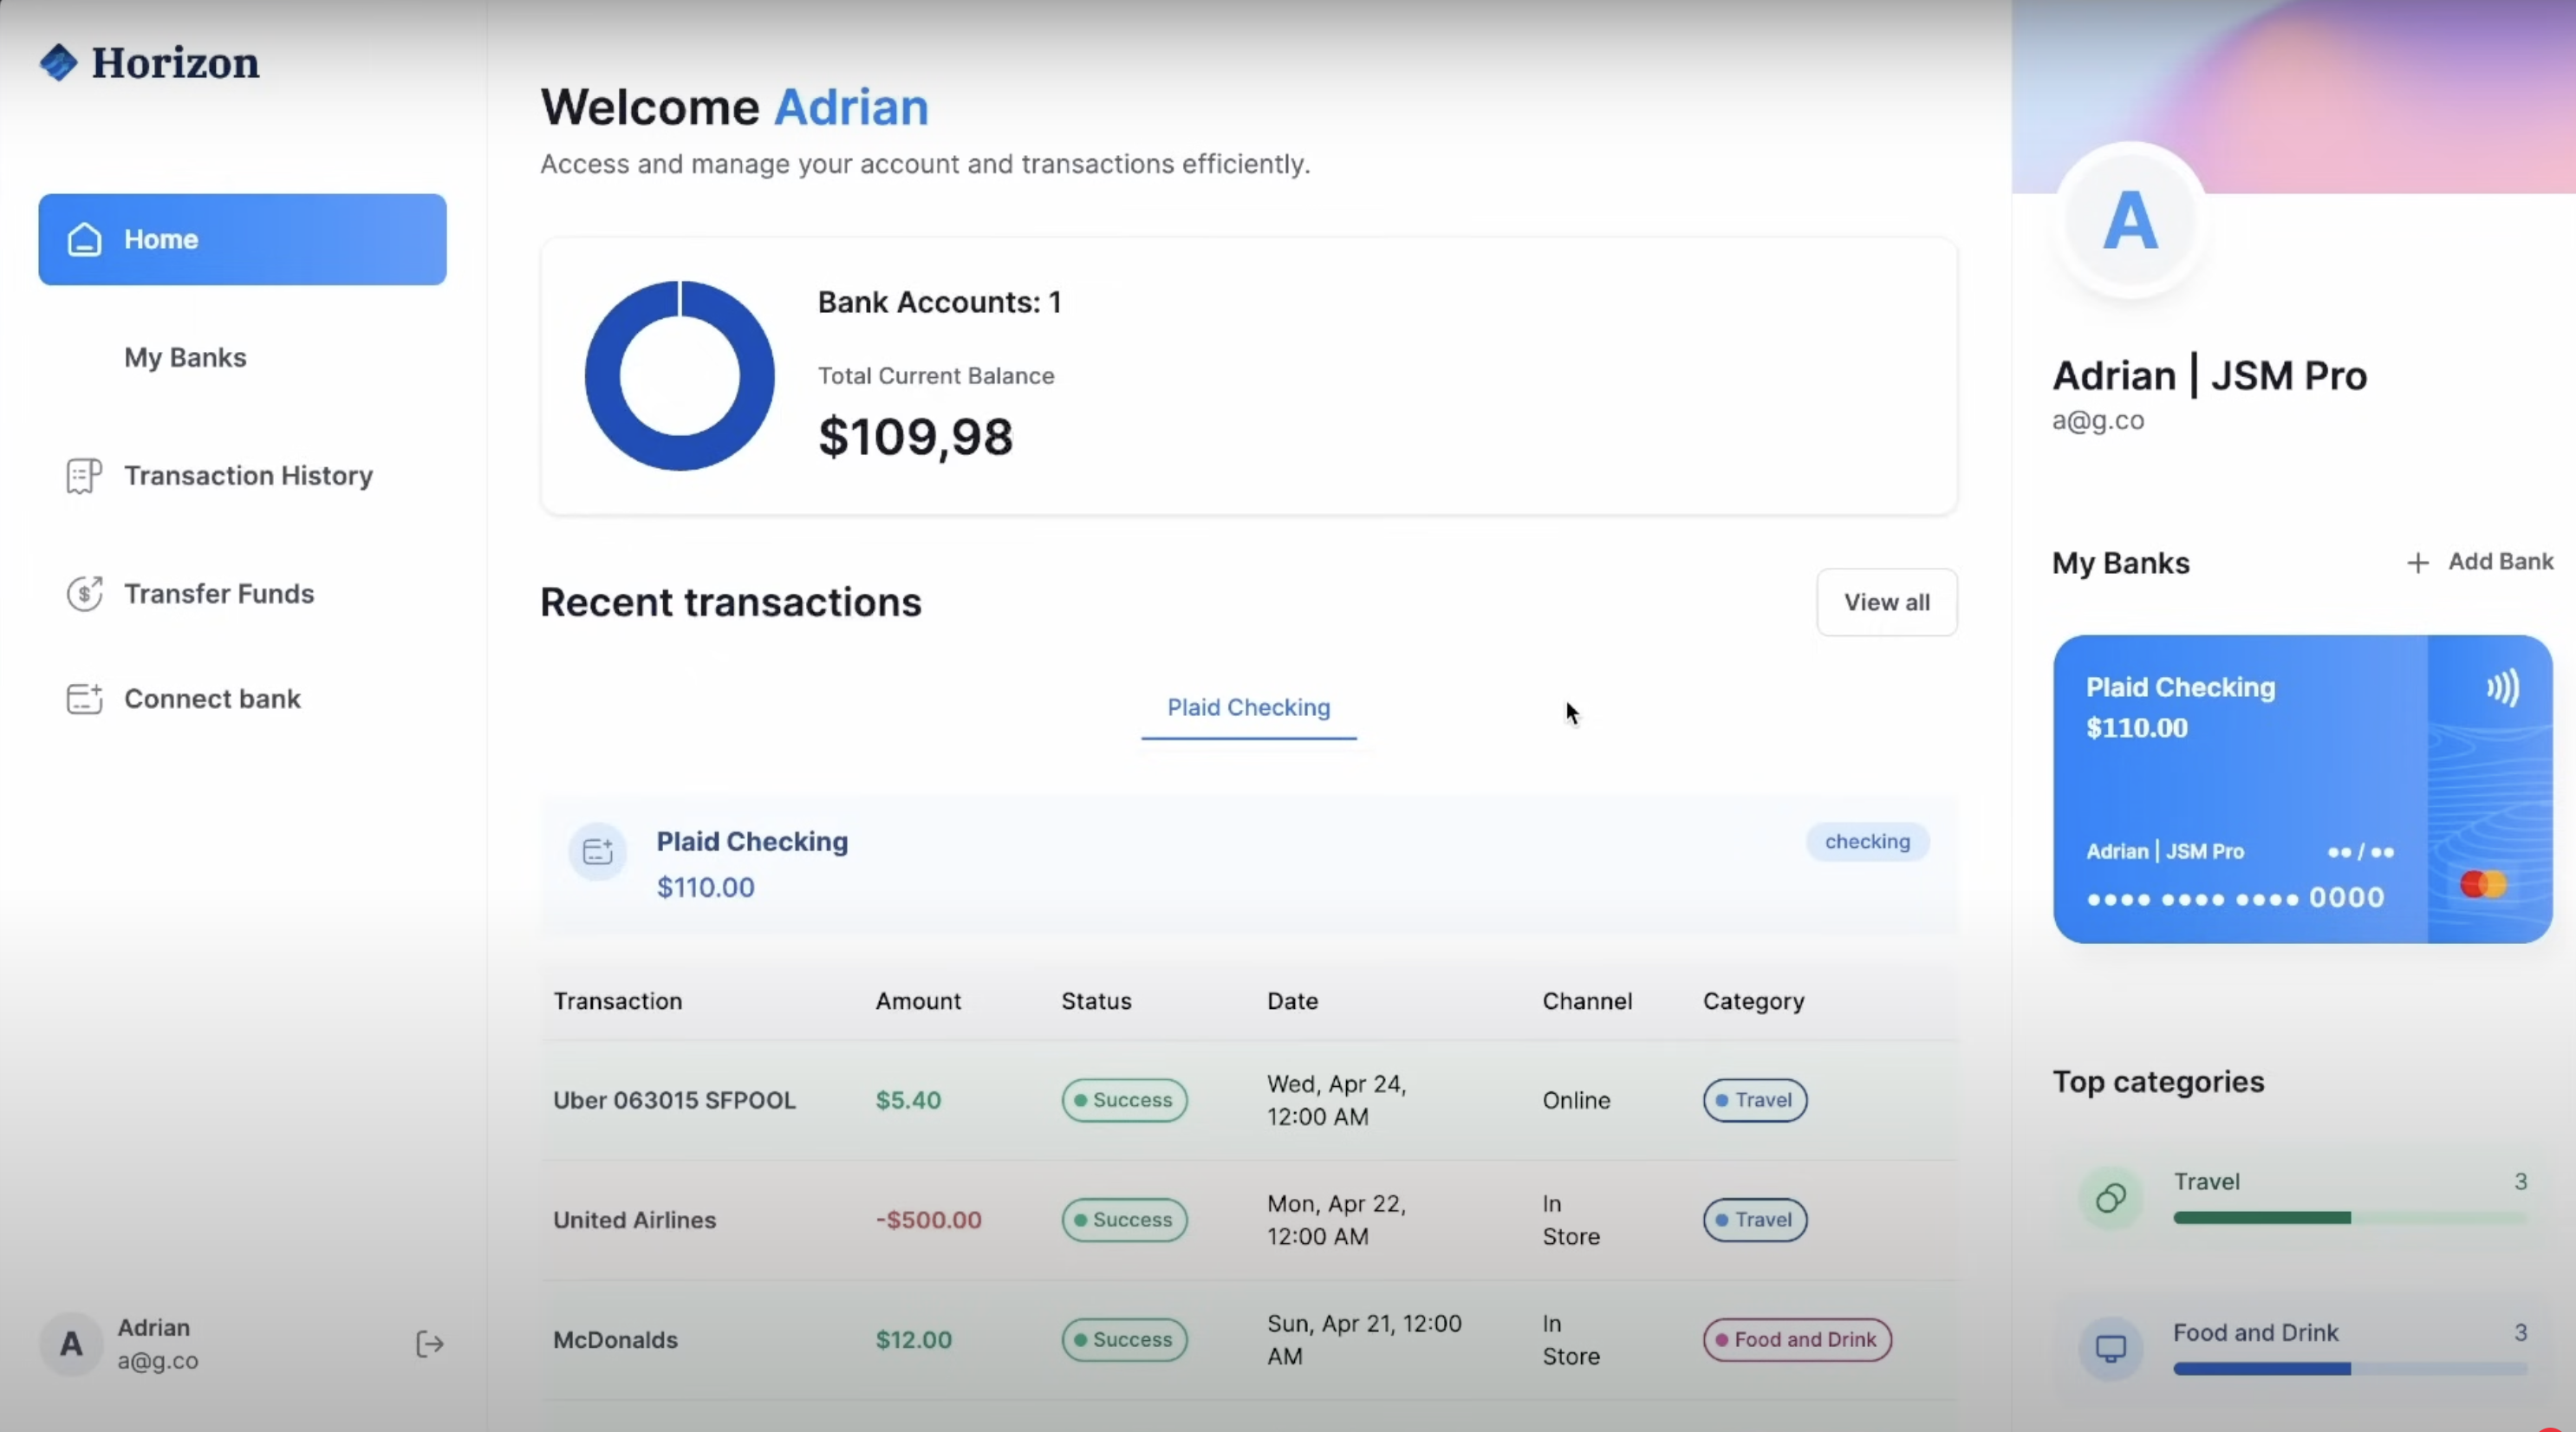 Horizon
Home
My Banks
Transaction History
Transfer Funds
Connect bank
A
Adrian
a@g.co
Welcome Adrian
Access and manage your account and transactions efficiently.
Bank Accounts: 1
Total Current Balance
$109,98
Recent transactions
View all
Plaid Checking
Plaid Checking
$110.00
checking
Transaction Amount Status Date Channel Category
Uber 063015 SFPOOL $5.40 Success Wed, Apr 24, Online Travel
12:00 AM
United Airlines -$500.00 Success Mon, Apr 22, In Travel
12:00 AM Store
McDonalds $12.00 Success Sun, Apr 21, 12:00 In Food and Drink
AM Store
A
Adrian | JSM Pro
a@g.co
My Banks
+ Add Bank
Plaid Checking
$110.00
Adrian | JSM Pro ●● / ●●
●●●● ●●●● ●●●● 0000
Top categories
Travel 3
Food and Drink 3